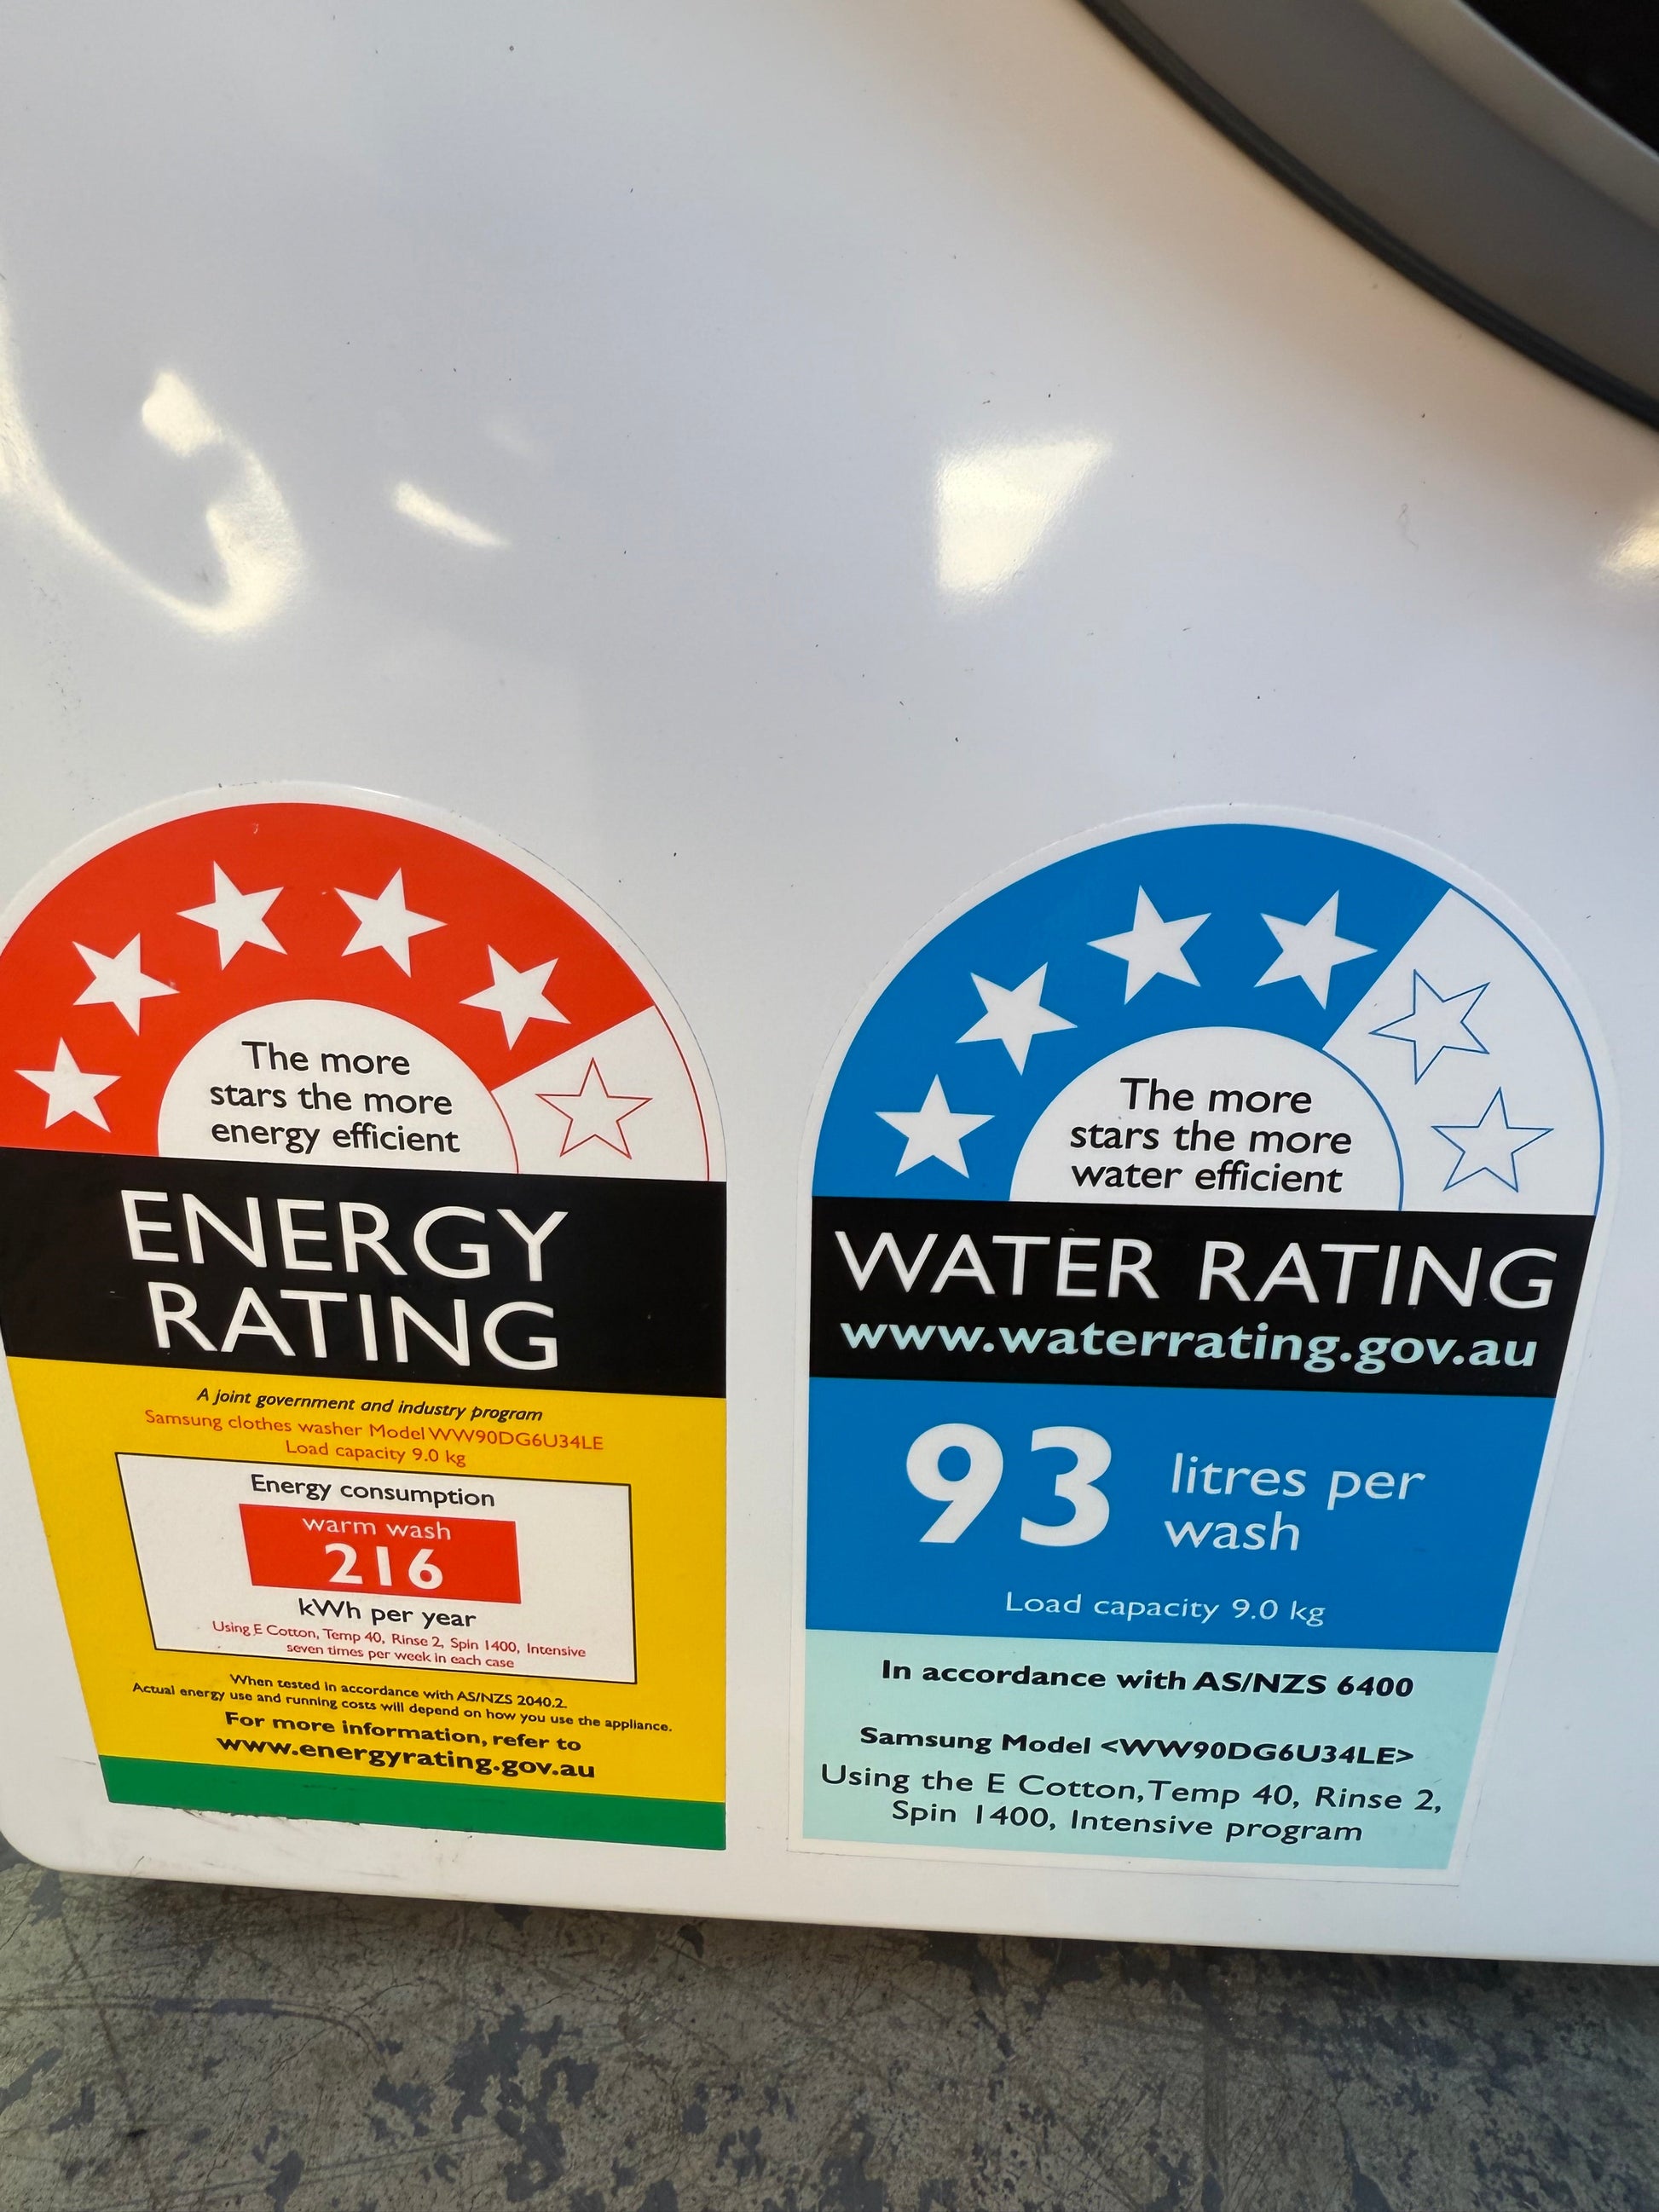 The more
stars the more
energy efficient
ENERGY
RATING
A joint government and industry program
Samsung clothes washer Model WW90DG6U34LE
Load capacity 9.0 kg
Energy consumption
warm wash
216
kWh per year
Using E Cotton, Temp 40, Rinse 2, Spin 1400, Intensive
seven times per week in each case
When tested in accordance with AS/NZS 2040.2.
Actual energy use and running costs will depend on how you use the appliance.
For more information, refer to
www.energyrating.gov.au
The more
stars the more
water efficient
WATER RATING
www.waterrating.gov.au
93 litres per
wash
Load capacity 9.0 kg
In accordance with AS/NZS 6400
Samsung Model <WW90DG6U34LE>
Using the E Cotton, Temp 40, Rinse 2,
Spin 1400, Intensive program